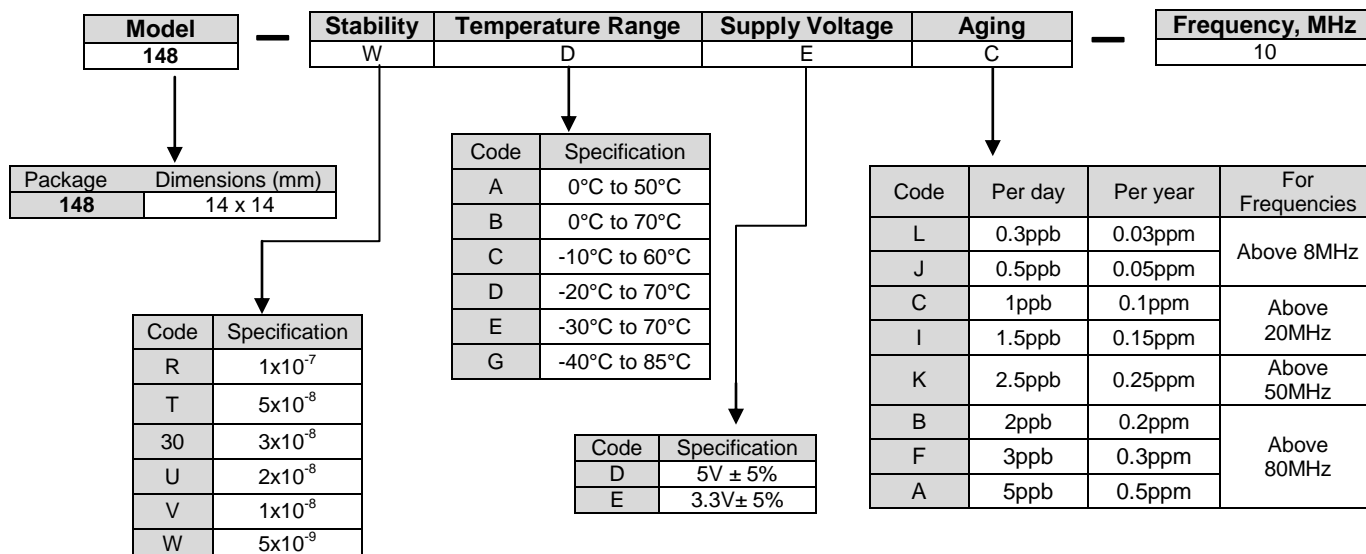 Model — Stability Temperature Range Supply Voltage Aging — Frequency, MHz
148 W D E C 10
Package Dimensions (mm)
148 14 x 14
Code Specification
R 1x10⁻⁷
T 5x10⁻⁸
30 3x10⁻⁸
U 2x10⁻⁸
V 1x10⁻⁸
W 5x10⁻⁹
Code Specification
A 0°C to 50°C
B 0°C to 70°C
C -10°C to 60°C
D -20°C to 70°C
E -30°C to 70°C
G -40°C to 85°C
Code Specification
D 5V ± 5%
E 3.3V± 5%
Code Per day Per year For Frequencies
L 0.3ppb 0.03ppm Above 8MHz
J 0.5ppb 0.05ppm
C 1ppb 0.1ppm Above 20MHz
I 1.5ppb 0.15ppm
K 2.5ppb 0.25ppm Above 50MHz
B 2ppb 0.2ppm Above 80MHz
F 3ppb 0.3ppm
A 5ppb 0.5ppm